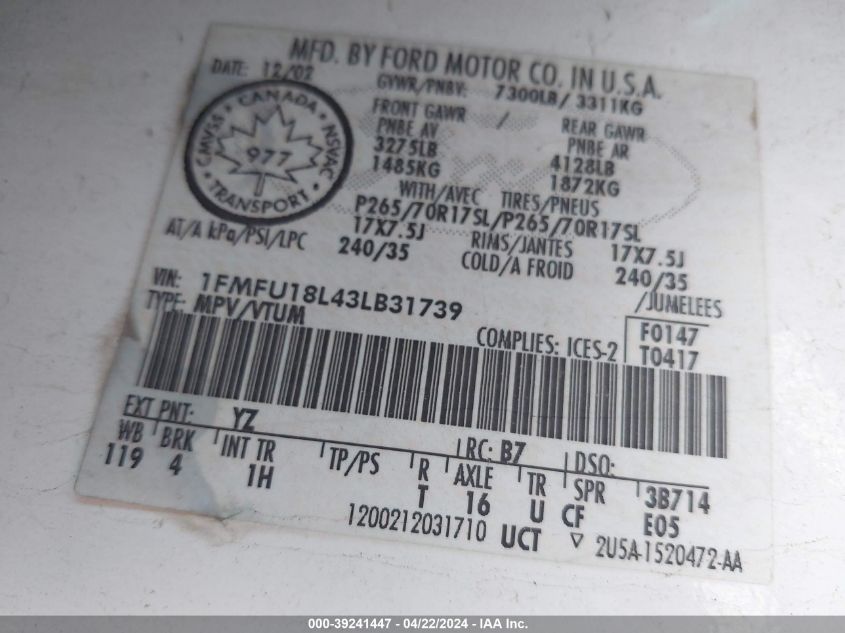 MFD. BY FORD MOTOR CO. IN U.S.A.
DATE: 12/02
GVWR/PNBV: 7300LB/ 3311KG
CANADA
CMVSS
NSVAC
977
TRANSPORT
FRONT GAWR / REAR GAWR
PNBE AV PNBE AR
3275LB 4128LB
1485KG 1872KG
WITH/AVEC TIRES/PNEUS
P265/70R17SL/P265/70R17SL
17X7.5J RIMS/JANTES 17X7.5J
AT/A kPa/PSI/LPC 240/35 COLD/A FROID 240/35
/JUMELEES
VIN: 1FMFU18L43LB31739
TYPE: MPV/VTUM
F0147
COMPLIES: ICES-2 T0417
EXT PNT: YZ RC: B7 DSO:
WB BRK INT TR TP/PS R AXLE TR SPR 3B714
119 4 1H T 16 U CF E05
1200212031710 UCT ▽ 2U5A-1520472-AA
000-39241447 - 04/22/2024 - IAA Inc.